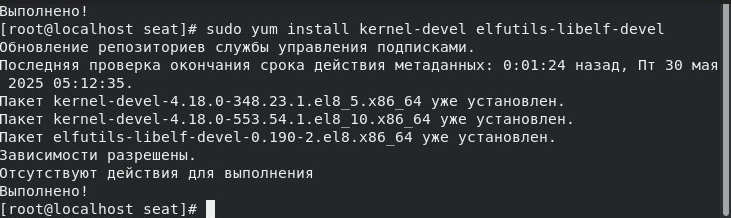 Выполнено!
[root@localhost seat]# sudo yum install kernel-devel elfutils-libelf-devel
Обновление репозиториев службы управления подписками.
Последняя проверка окончания срока действия метаданных: 0:01:24 назад, Пт 30 мая
 2025 05:12:35.
Пакет kernel-devel-4.18.0-348.23.1.el8_5.x86_64 уже установлен.
Пакет kernel-devel-4.18.0-553.54.1.el8_10.x86_64 уже установлен.
Пакет elfutils-libelf-devel-0.190-2.el8.x86_64 уже установлен.
Зависимости разрешены.
Отсутствуют действия для выполнения
Выполнено!
[root@localhost seat]#